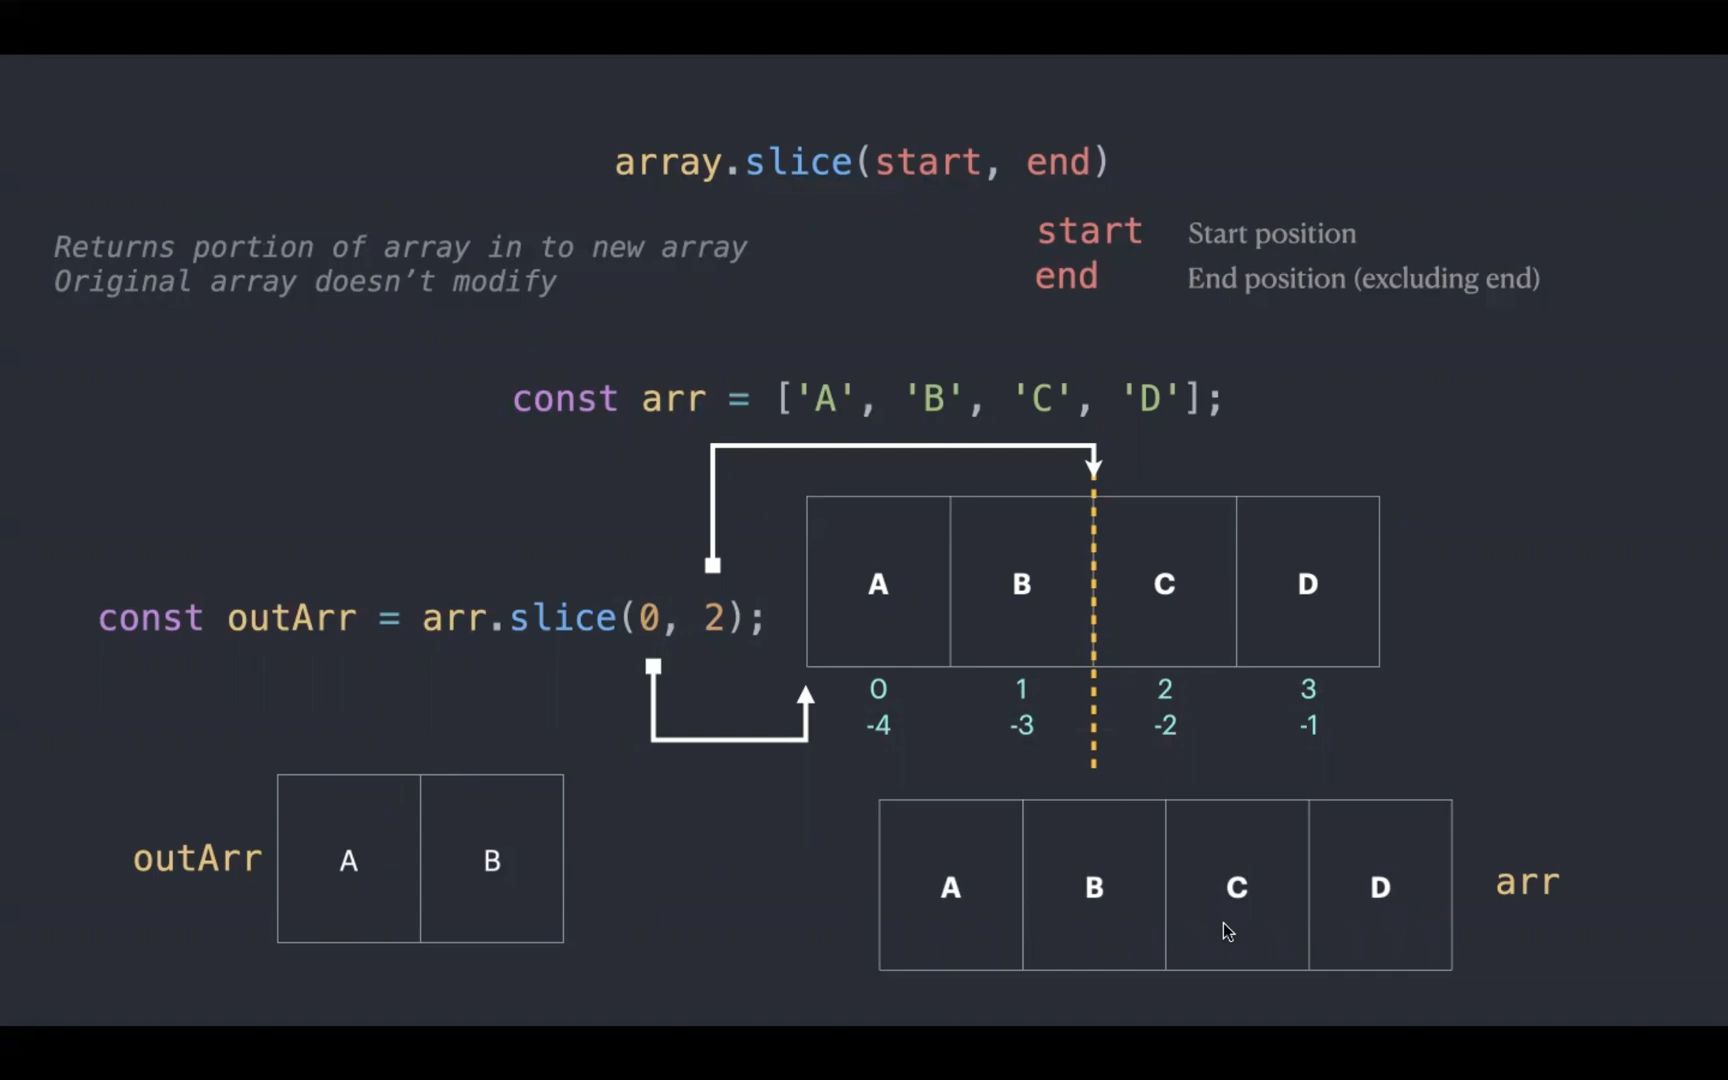 array.slice(start, end)
Returns portion of array in to new array
Original array doesn’t modify
start Start position
end End position (excluding end)
const arr = ['A', 'B', 'C', 'D'];
A B C D
const outArr = arr.slice(0, 2);
0 1 2 3
-4 -3 -2 -1
outArr A B
A B C D arr